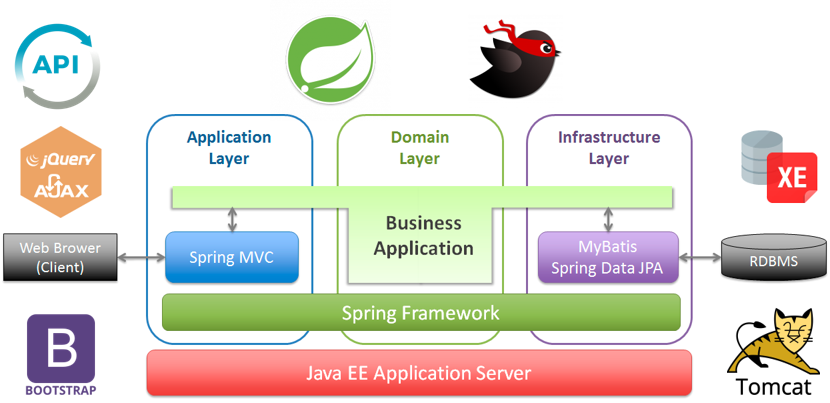 API
jQuery
AJAX
Application
Layer
Domain
Layer
Infrastructure
Layer
XE
Business
Application
Web Brower
(Client)
Spring MVC
MyBatis
Spring Data JPA
RDBMS
Spring Framework
B
BOOTSTRAP
Java EE Application Server
Tomcat